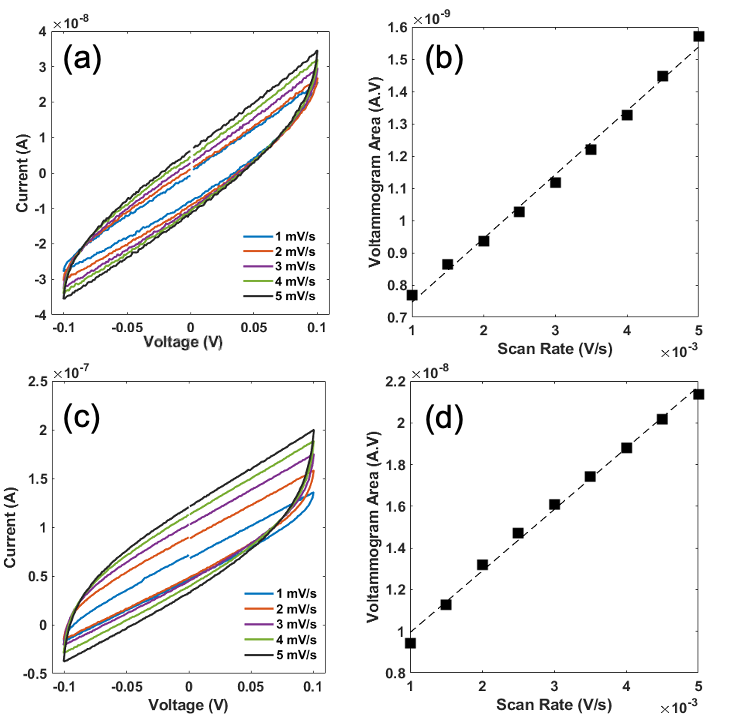 (a)
×10⁻⁸
4
3
2
1
0
-1
-2
-3
-4
Current (A)
-0.1 -0.05 0 0.05 0.1
Voltage (V)
1 mV/s
2 mV/s
3 mV/s
4 mV/s
5 mV/s
(b)
×10⁻⁹
1.6
1.5
1.4
1.3
1.2
1.1
1
0.9
0.8
0.7
Voltammogram Area (A.V)
1 2 3 4 5
Scan Rate (V/s)
×10⁻³
(c)
×10⁻⁷
2.5
2
1.5
1
0.5
0
-0.5
Current (A)
-0.1 -0.05 0 0.05 0.1
Voltage (V)
1 mV/s
2 mV/s
3 mV/s
4 mV/s
5 mV/s
(d)
×10⁻⁸
2.2
2
1.8
1.6
1.4
1.2
1
0.8
Voltammogram Area (A.V)
1 2 3 4 5
Scan Rate (V/s)
×10⁻³